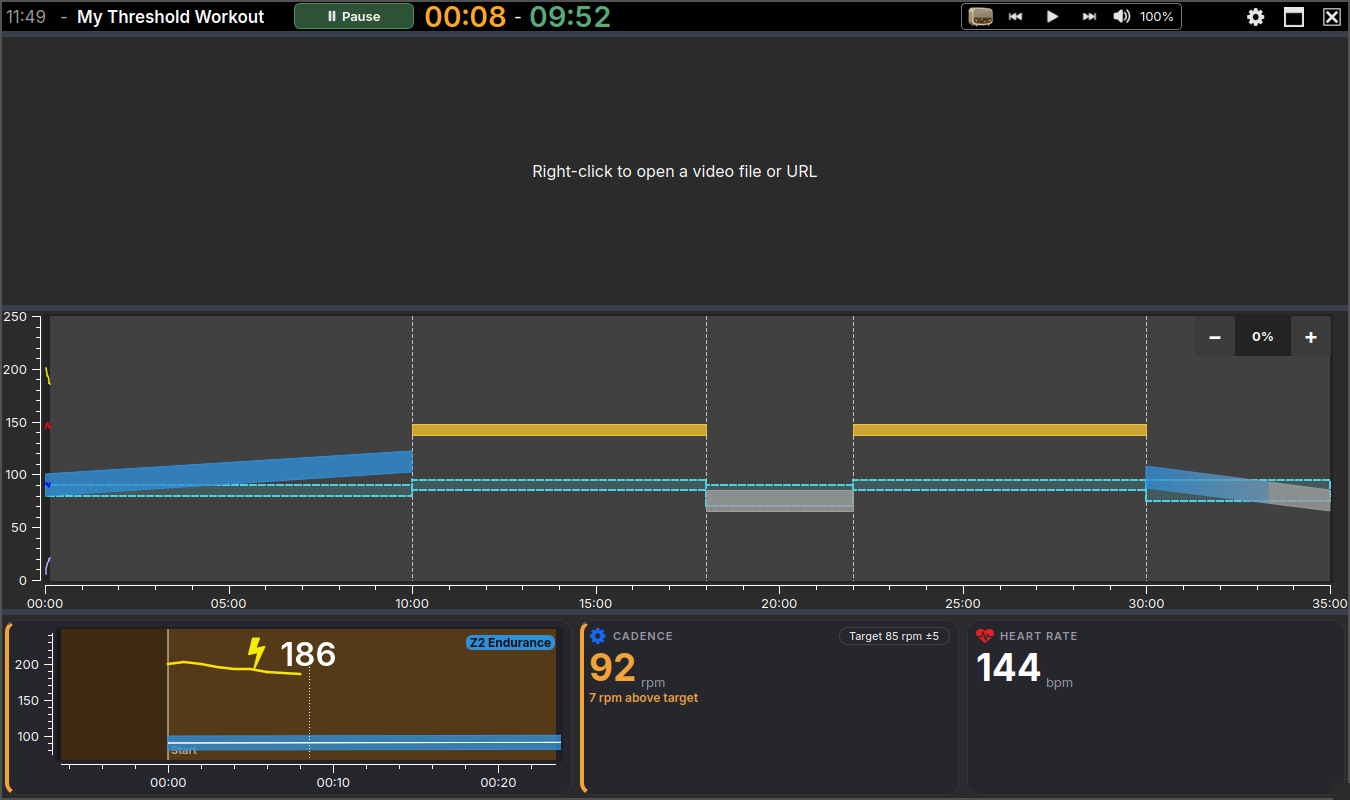 11:49 - My Threshold Workout Pause 00:08 - 09:52 100%
Right-click to open a video file or URL
250
200
150
100
50
0
0%
00:00 05:00 10:00 15:00 20:00 25:00 30:00 35:00
200
150
100
186
Z2 Endurance
Start
00:00 00:10 00:20
CADENCE Target 85 rpm ±5
92 rpm
7 rpm above target
HEART RATE
144 bpm